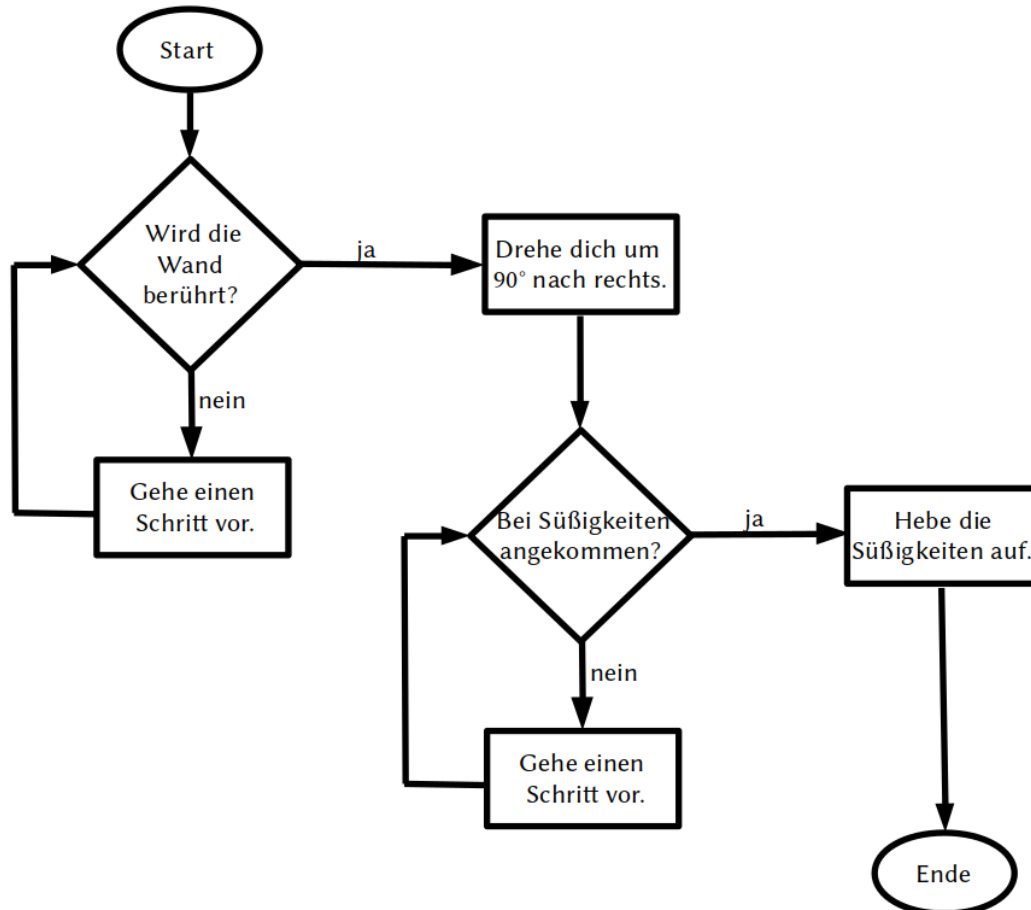 Start
Wird die
Wand
berührt?
ja
Drehe dich um
90° nach rechts.
nein
Gehe einen
Schritt vor.
Bei Süßigkeiten
angekommen?
ja
Hebe die
Süßigkeiten auf.
nein
Gehe einen
Schritt vor.
Ende